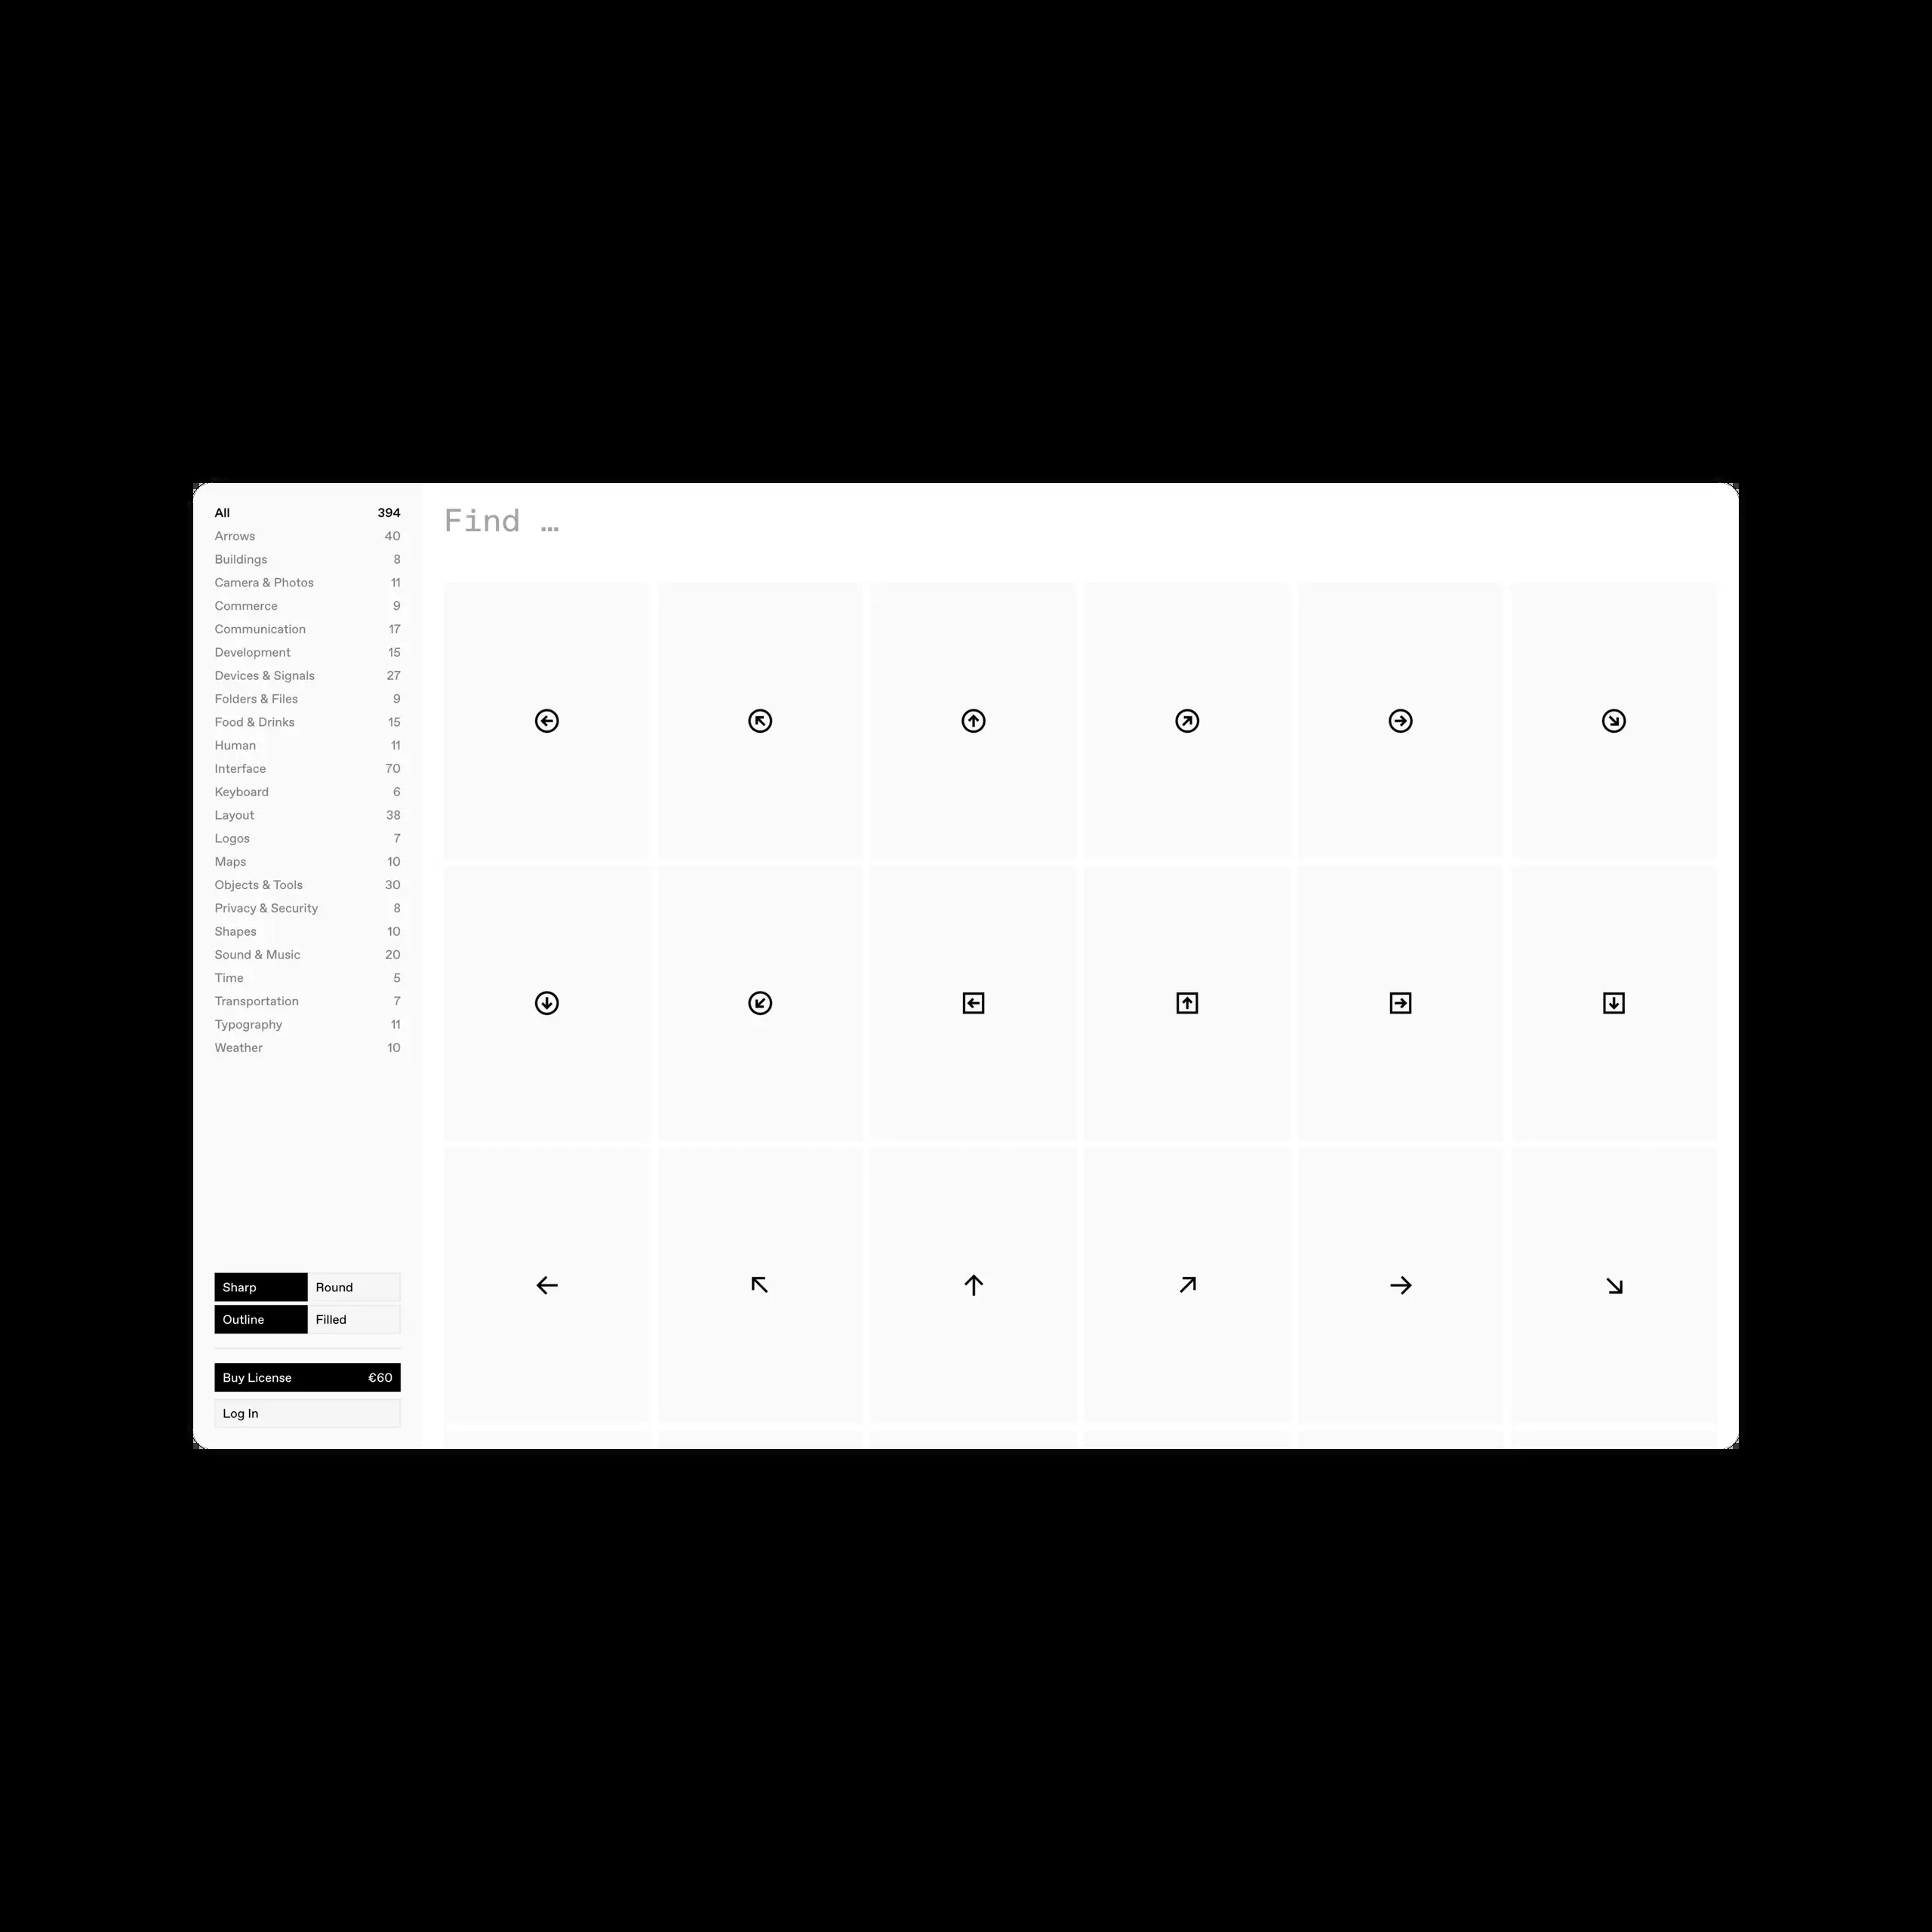 All 394
Arrows 40
Buildings 8
Camera & Photos 11
Commerce 9
Communication 17
Development 15
Devices & Signals 27
Folders & Files 9
Food & Drinks 15
Human 11
Interface 70
Keyboard 6
Layout 38
Logos 7
Maps 10
Objects & Tools 30
Privacy & Security 8
Shapes 10
Sound & Music 20
Time 5
Transportation 7
Typography 11
Weather 10
Sharp Round
Outline Filled
Buy License €60
Log In
Find …